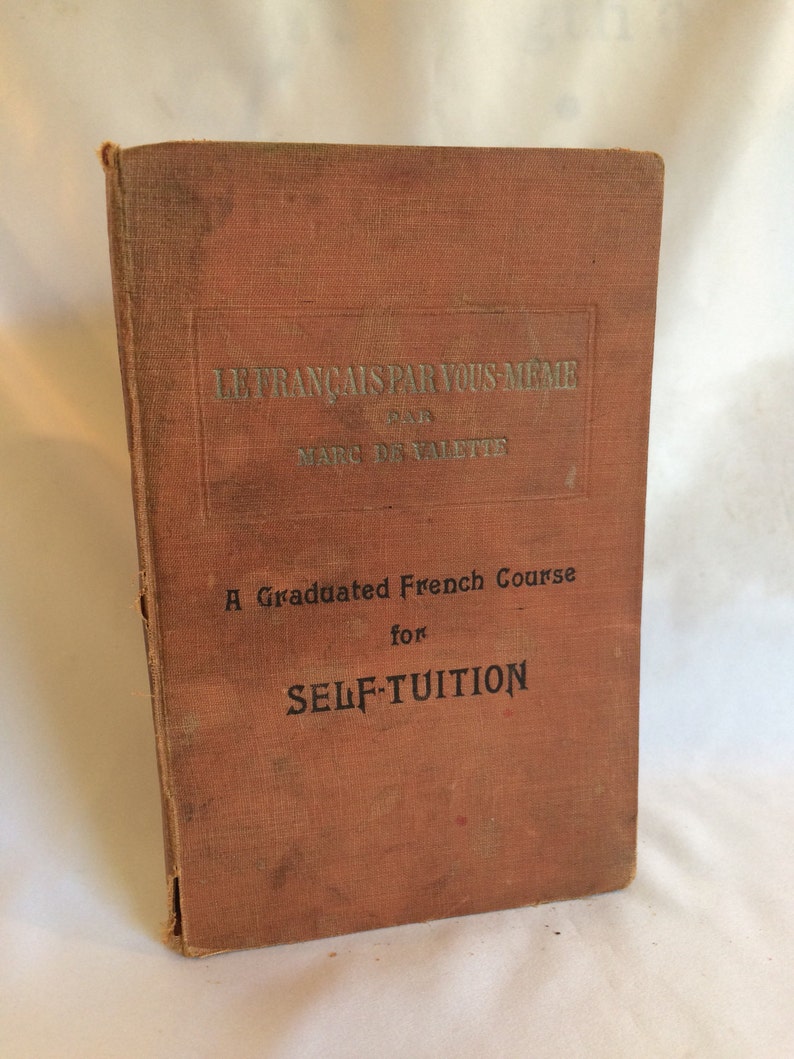 LE FRANÇAIS PAR VOUS-MÊME
PAR
MARC DE VALETTE
A Graduated French Course
for
SELF-TUITION